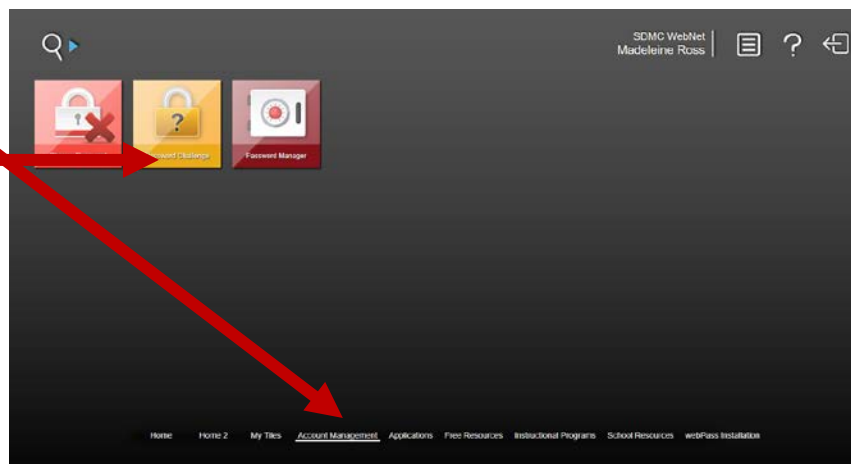 SDMC WebNet
Madeleine Ross
?
?
Password Challenge
Password Manager
Home Home 2 My Tiles Account Management Applications Free Resources Instructional Programs School Resources webPass Installation